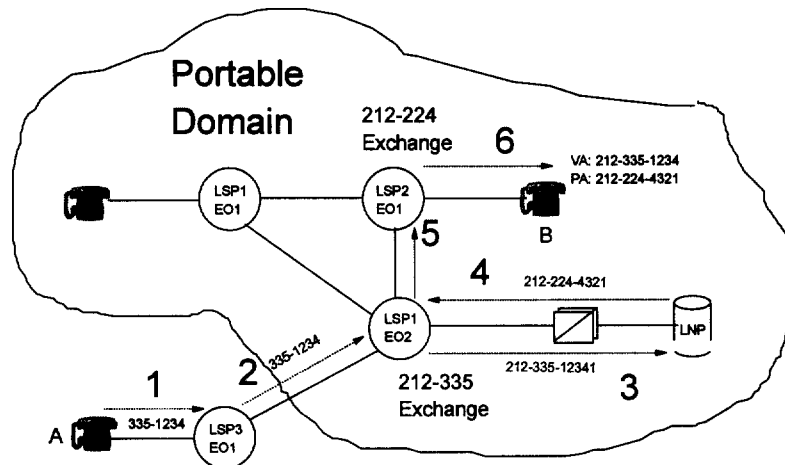 Portable
Domain
212-224
Exchange
6
VA: 212-335-1234
PA: 212-224-4321
LSP1
EO1
LSP2
EO1
B
5
4
212-224-4321
LSP1
EO2
LNP
2
335-1234
212-335-12341
3
212-335
Exchange
1
A
335-1234
LSP3
EO1